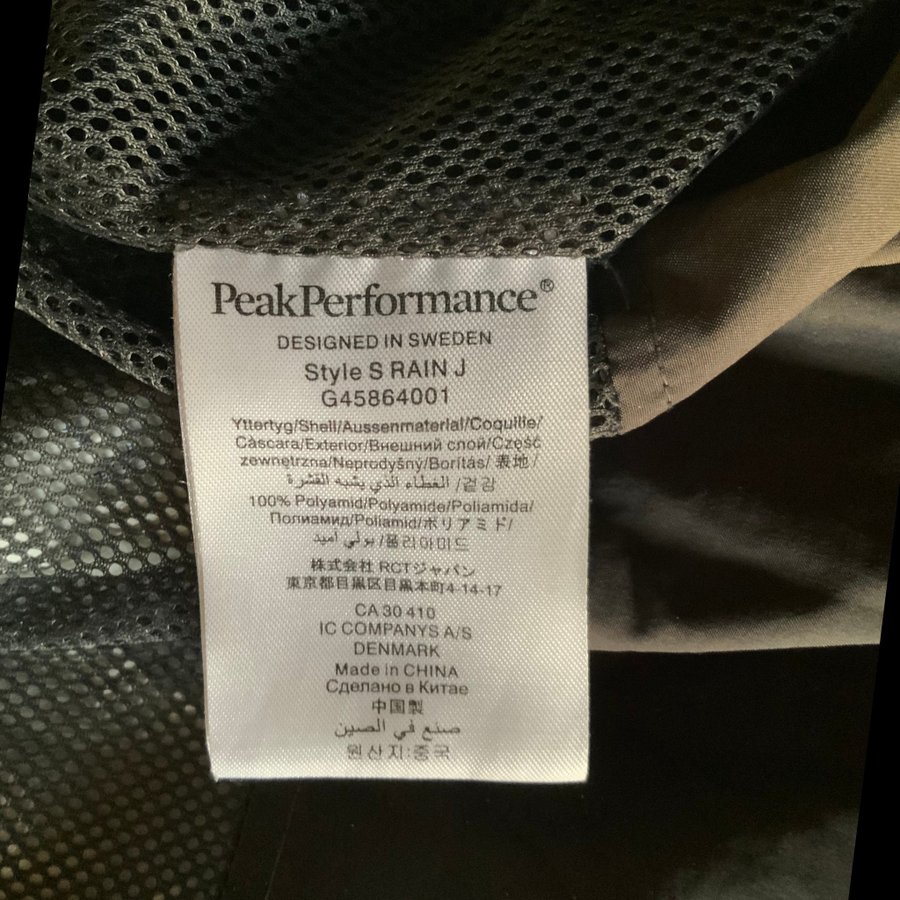 PeakPerformance®
DESIGNED IN SWEDEN
Style S RAIN J
G45864001
Yttertyg/Shell/Aussenmaterial/Coquille/
Càscara/Exterior/Внешний слой/Część
zewnętrzna/Neprodyšný/Borítás/ 表地 /
겉감/ الغطاء الذي يشبه القشرة
100% Polyamid/Polyamide/Poliamida/
Полиамид/Poliamid/ポリアミド/
폴리아미드/بولي اميد
株式会社 RCTジャパン
東京都目黒区目黒本町4-14-17
CA 30 410
IC COMPANYS A/S
DENMARK
Made in CHINA
Сделано в Китае
中国製
صنع في الصين
원산지:중국